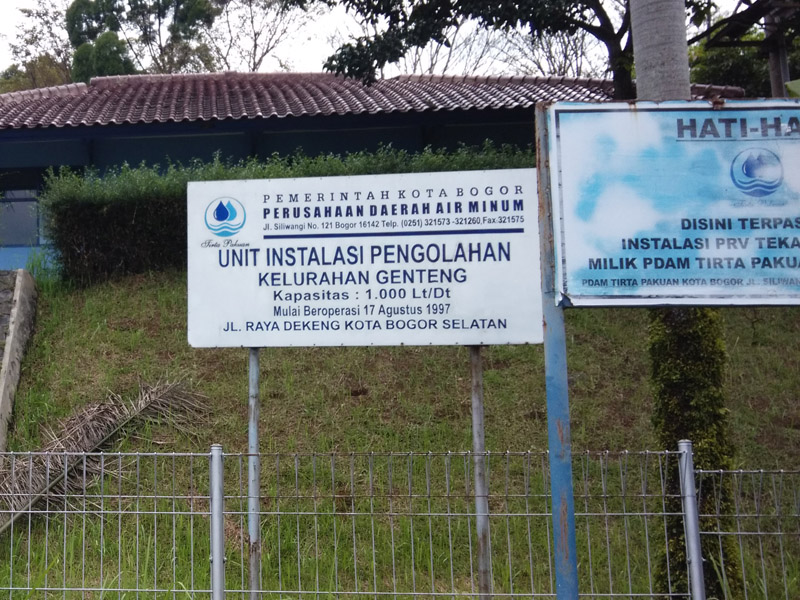 PEMERINTAH KOTA BOGOR
PERUSAHAAN DAERAH AIR MINUM
Jl. Siliwangi No. 121 Bogor 16142 Telp. (0251) 321573 -321260, Fax.321575
Tirta Pakuan
UNIT INSTALASI PENGOLAHAN
KELURAHAN GENTENG
Kapasitas : 1.000 Lt/Dt
Mulai Beroperasi 17 Agustus 1997
JL. RAYA DEKENG KOTA BOGOR SELATAN
HATI-HA
DISINI TERPAS
INSTALASI PRV TEKA
MILIK PDAM TIRTA PAKUA
PDAM TIRTA PAKUAN KOTA BOGOR JL. SILIWAN